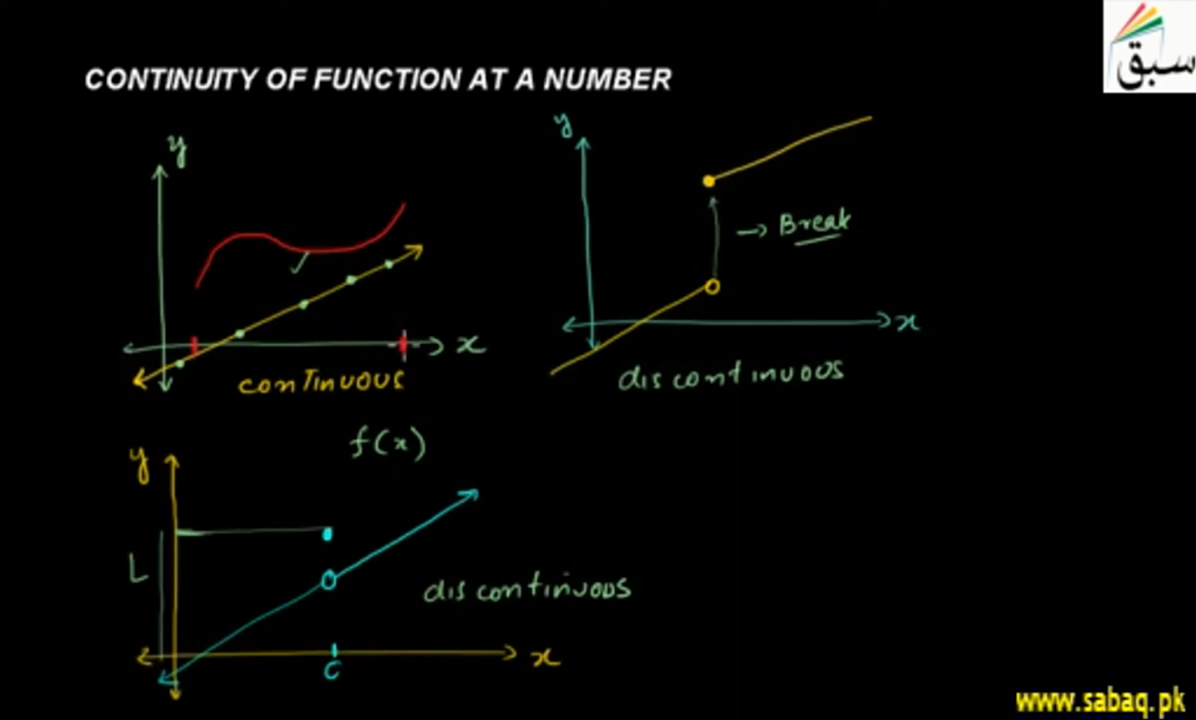 سبق
CONTINUITY OF FUNCTION AT A NUMBER
y
x
continuous
y
→ Break
x
discontinuous
f(x)
y
L
discontinuous
x
c
www.sabaq.pk